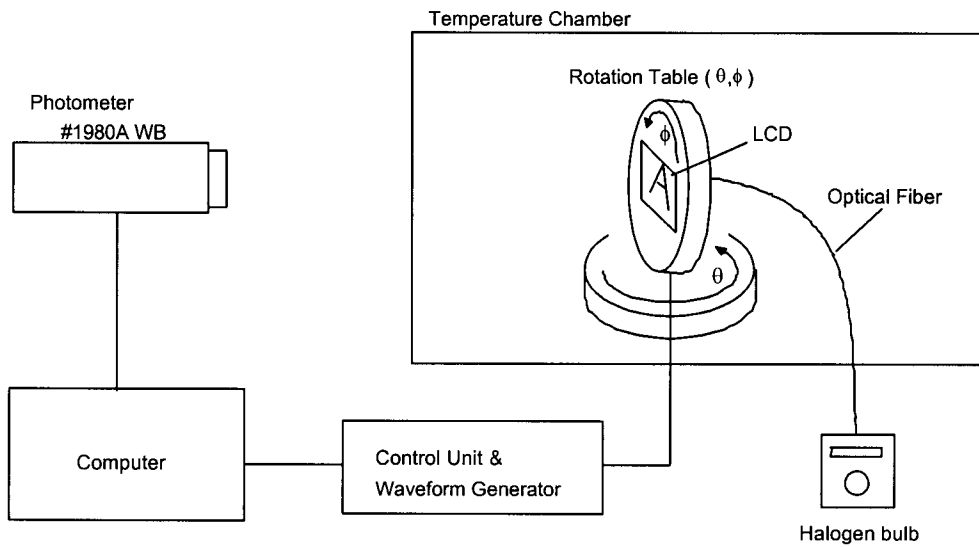 Temperature Chamber
Rotation Table ( θ,ϕ )
Photometer
#1980A WB
ϕ
A
LCD
Optical Fiber
θ
Computer
Control Unit &
Waveform Generator
Halogen bulb